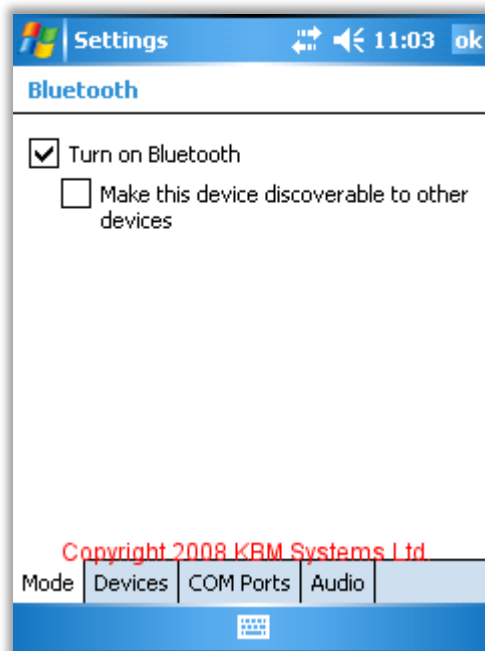 Settings 11:03 ok
Bluetooth
Turn on Bluetooth
Make this device discoverable to other
devices
Copyright 2008 KBM Systems Ltd.
Mode Devices COM Ports Audio